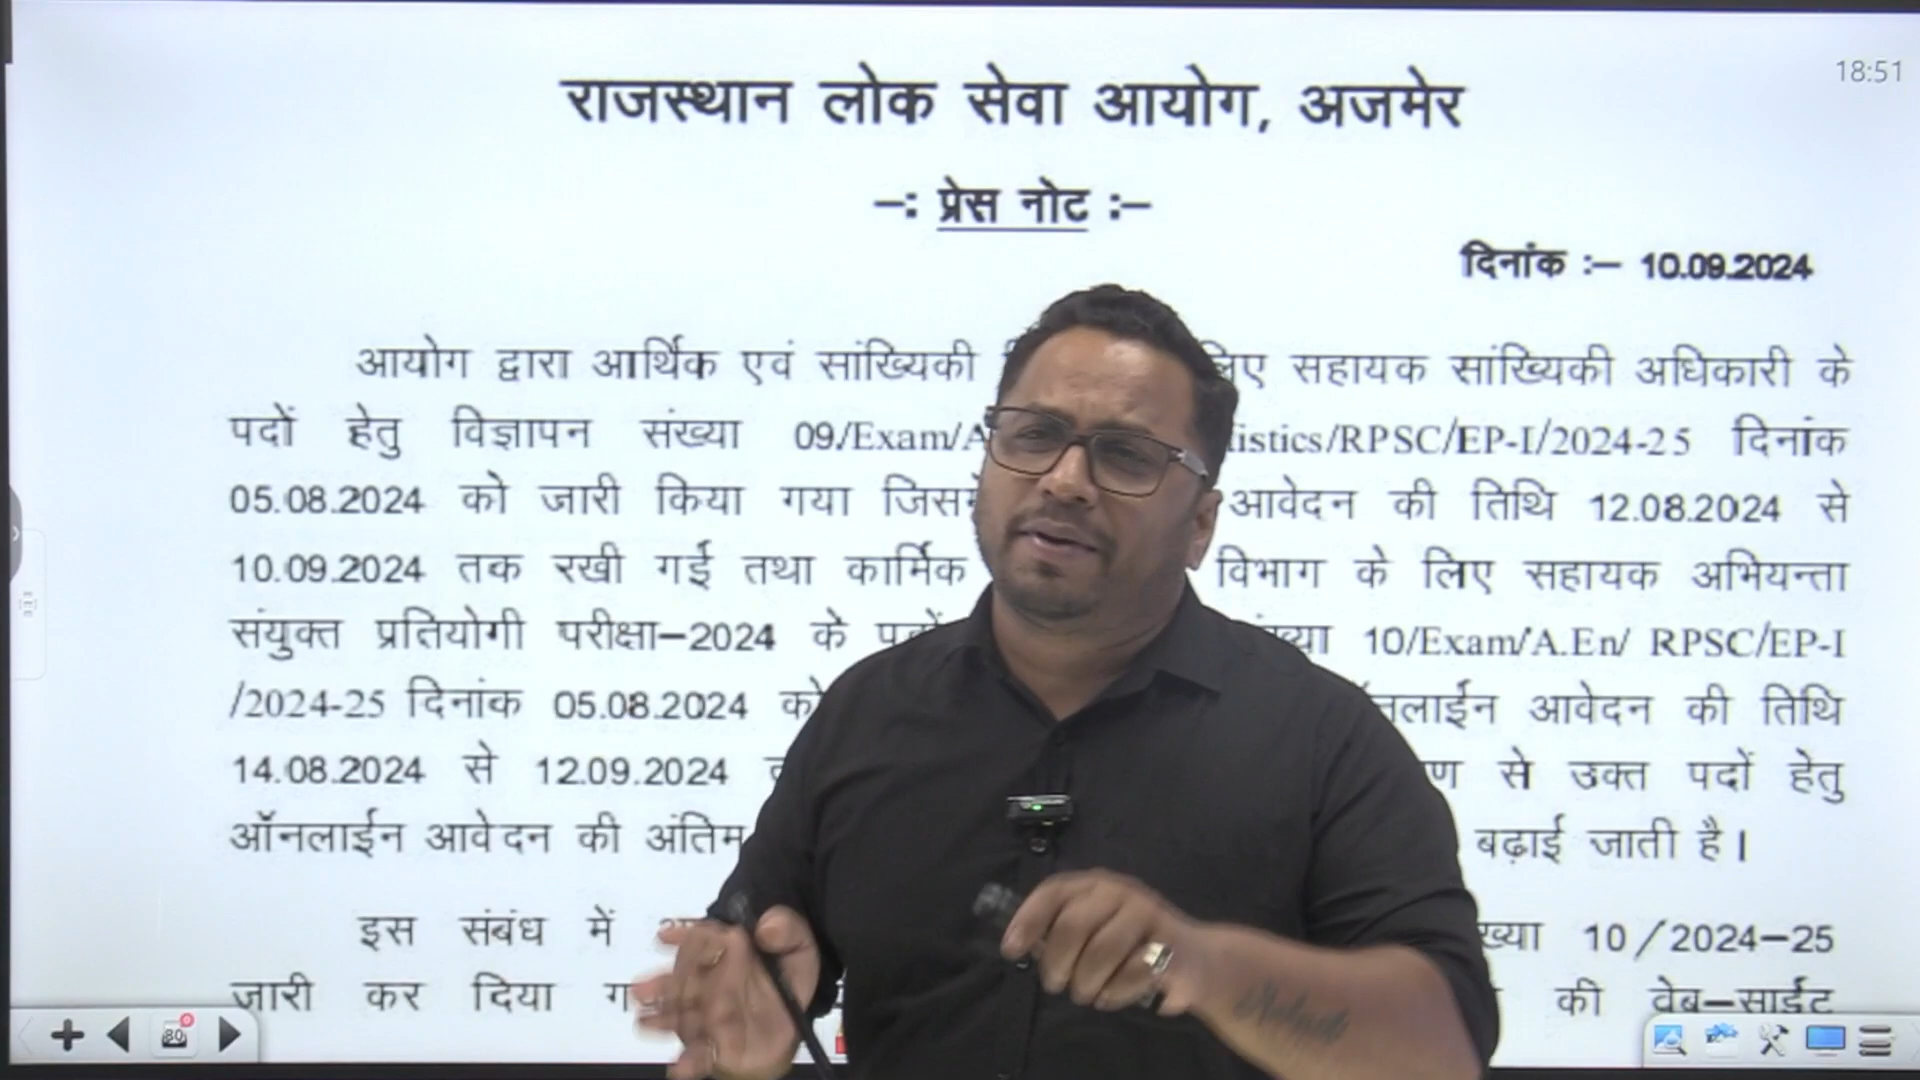 18:51
राजस्थान लोक सेवा आयोग, अजमेर
–: प्रेस नोट :–
दिनांक :– 10.09.2024
आयोग द्वारा आर्थिक एवं सांख्यिकी लिए सहायक सांख्यिकी अधिकारी के
पदों हेतु विज्ञापन संख्या 09/Exam/A istics/RPSC/EP-I/2024-25 दिनांक
05.08.2024 को जारी किया गया आवेदन की तिथि 12.08.2024 से
10.09.2024 तक रखी गई तथा कार्मिक विभाग के लिए सहायक अभियन्ता
संयुक्त प्रतियोगी परीक्षा–2024 के 10/Exam/A.En/ RPSC/EP-I
/2024-25 दिनांक 05.08.2024 को आवेदन की तिथि
14.08.2024 से 12.09.2024 से उक्त पदों हेतु
ऑनलाईन आवेदन की अंतिम बढ़ाई जाती है।
इस संबंध में 10/2024–25
जारी कर दिया की वेब–साईट
80